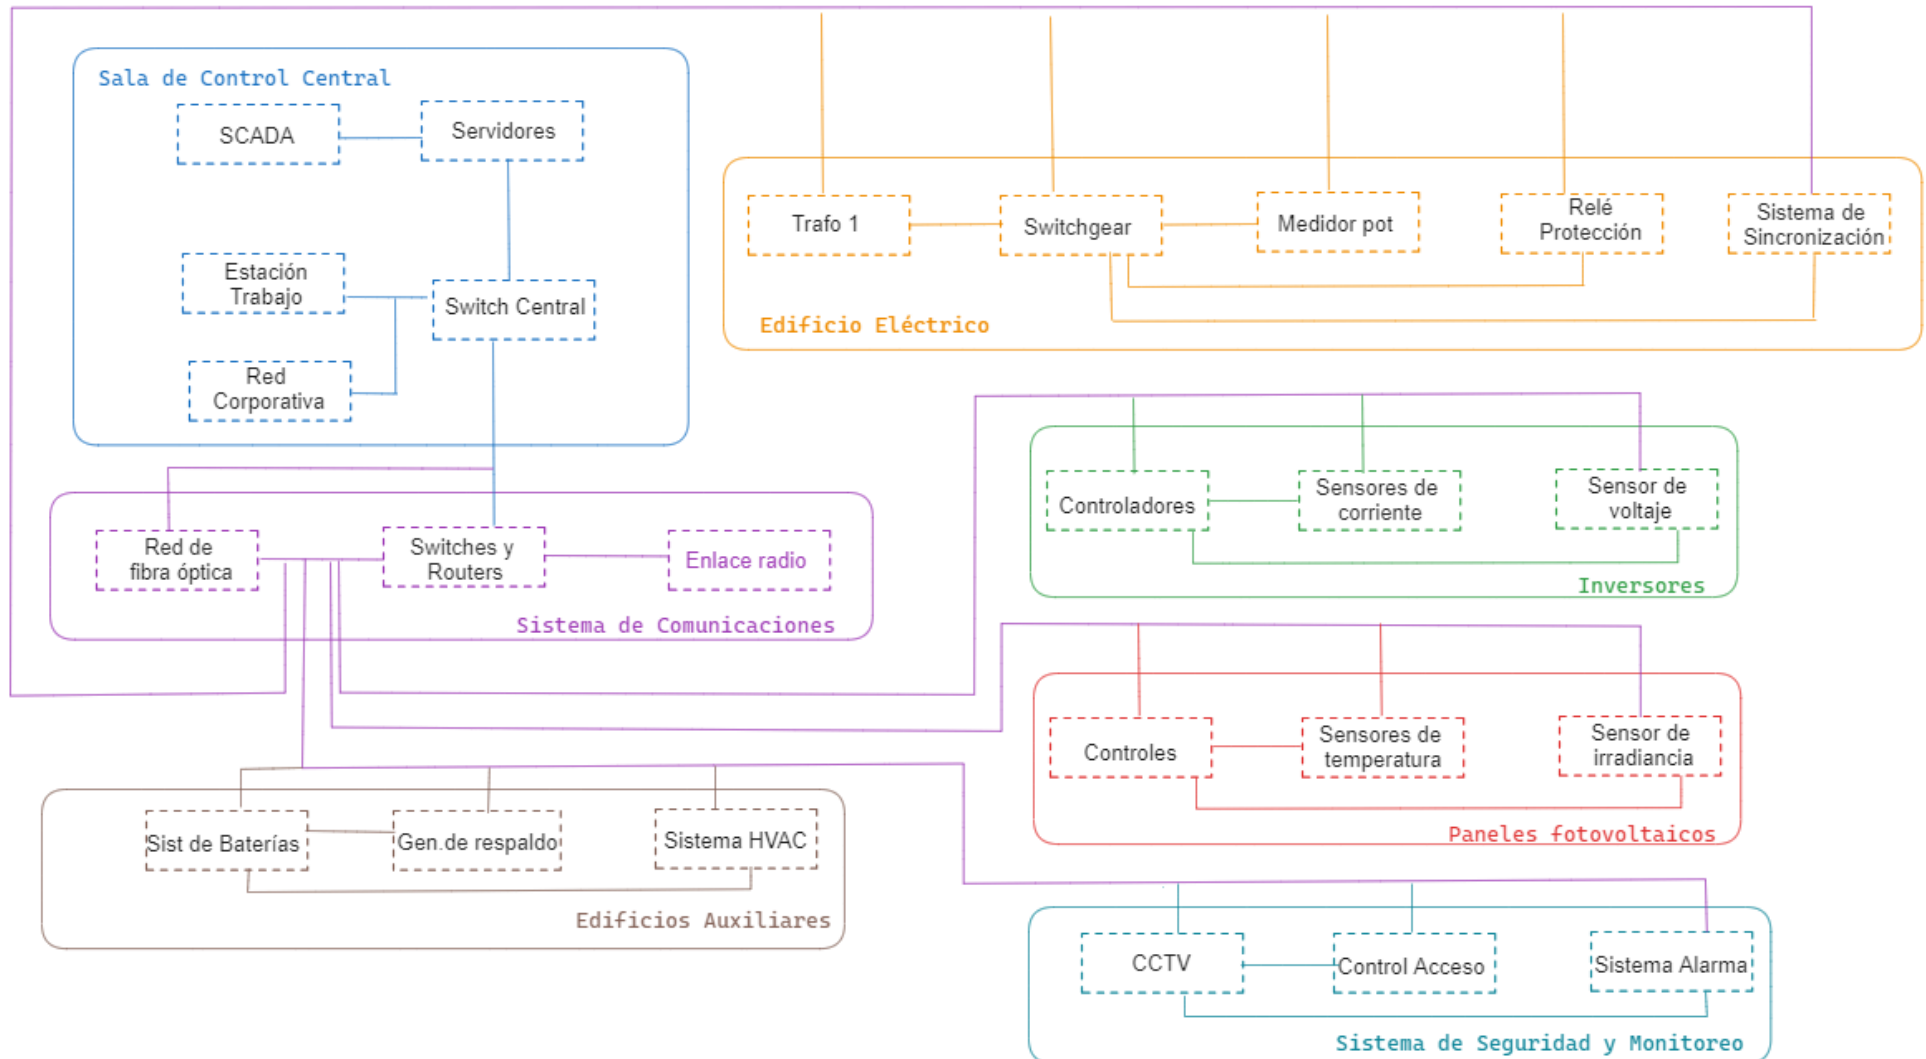 Sala de Control Central
SCADA
Servidores
Estación
Trabajo
Switch Central
Red
Corporativa
Trafo 1
Switchgear
Medidor pot
Relé
Protección
Sistema de
Sincronización
Edificio Eléctrico
Red de
fibra óptica
Switches y
Routers
Enlace radio
Sistema de Comunicaciones
Controladores
Sensores de
corriente
Sensor de
voltaje
Inversores
Controles
Sensores de
temperatura
Sensor de
irradiancia
Paneles fotovoltaicos
Sist de Baterías
Gen.de respaldo
Sistema HVAC
Edificios Auxiliares
CCTV
Control Acceso
Sistema Alarma
Sistema de Seguridad y Monitoreo